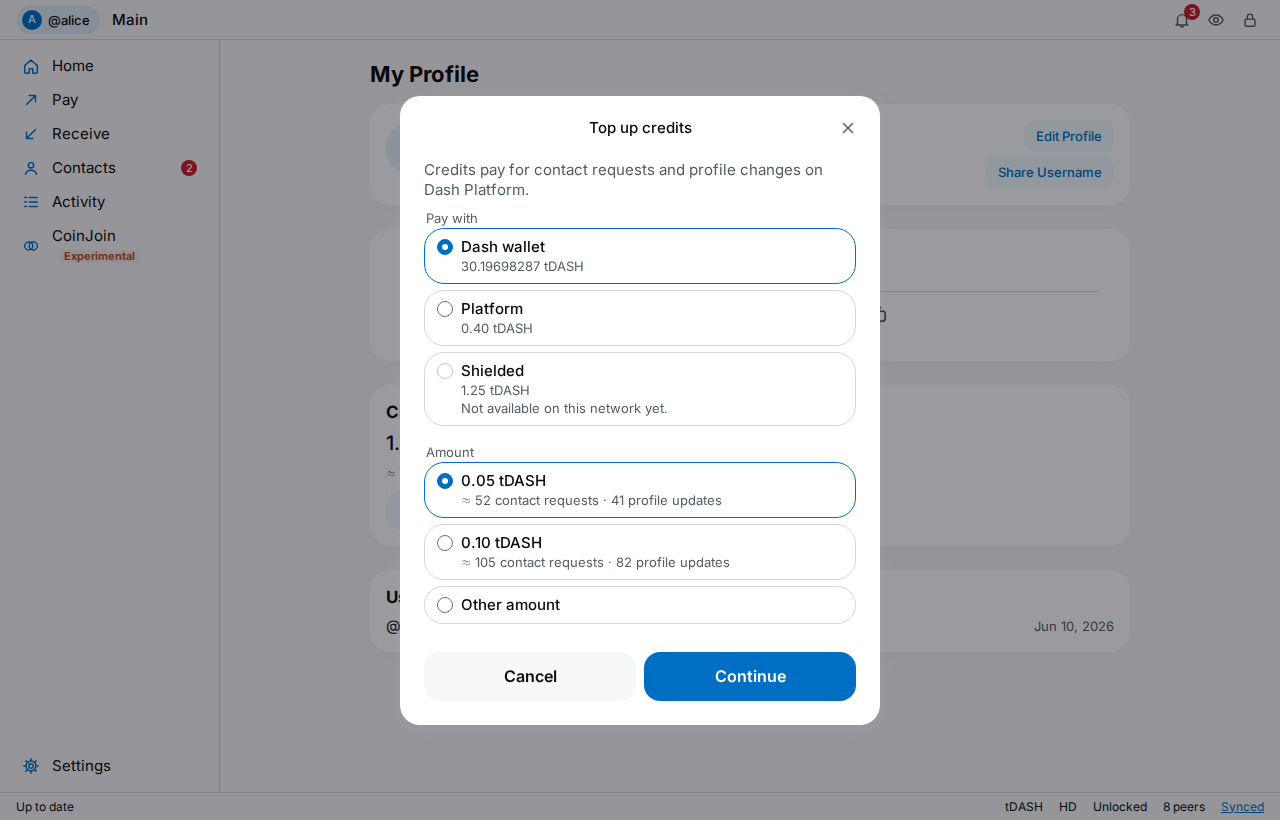 A @alice Main
3
Home
Pay
Receive
Contacts 2
Activity
CoinJoin
Experimental
Settings
My Profile
Edit Profile
Share Username
Jun 10, 2026
Top up credits
Credits pay for contact requests and profile changes on
Dash Platform.
Pay with
Dash wallet
30.19698287 tDASH
Platform
0.40 tDASH
Shielded
1.25 tDASH
Not available on this network yet.
Amount
0.05 tDASH
≈ 52 contact requests · 41 profile updates
0.10 tDASH
≈ 105 contact requests · 82 profile updates
Other amount
Cancel Continue
Up to date tDASH HD Unlocked 8 peers Synced